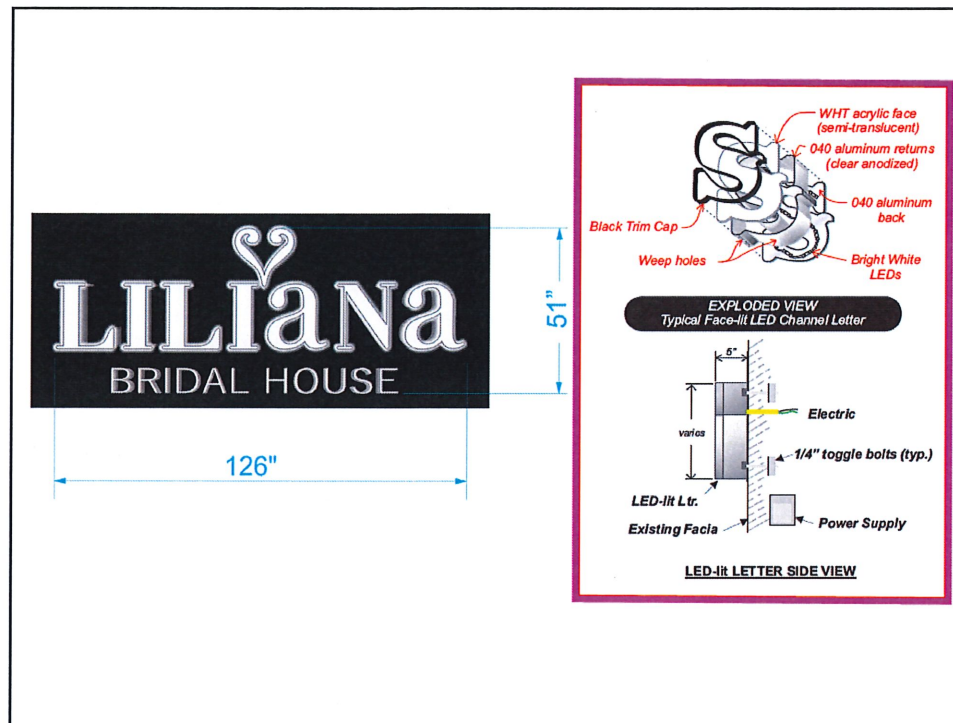 LILiaNa
BRIDAL HOUSE
51"
126"
WHT acrylic face
(semi-translucent)
040 aluminum returns
(clear anodized)
040 aluminum
back
Black Trim Cap
Weep holes
Bright White
LEDs
EXPLODED VIEW
Typical Face-lit LED Channel Letter
5"
varios
Electric
1/4" toggle bolts (typ.)
LED-lit Ltr.
Existing Facia
Power Supply
LED-lit LETTER SIDE VIEW